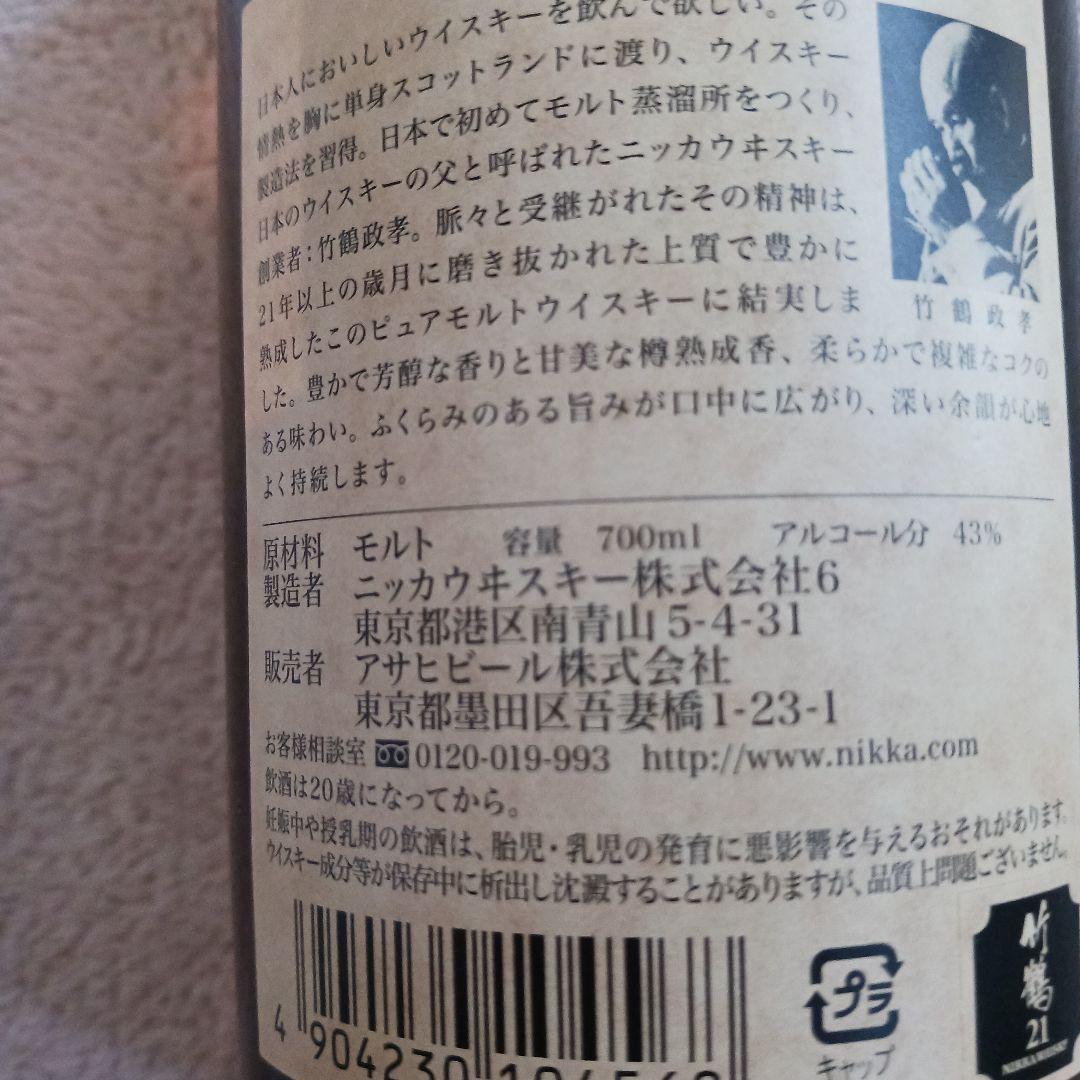 日本人においしいウイスキーを飲んで欲しい。その
情熱を胸に単身スコットランドに渡り、ウイスキー
製造法を習得。日本で初めてモルト蒸溜所をつくり、
日本のウイスキーの父と呼ばれたニッカウヰスキー
創業者:竹鶴政孝。脈々と受継がれたその精神は、
21年以上の歳月に磨き抜かれた上質で豊かに
熟成したこのピュアモルトウイスキーに結実しま
した。豊かで芳醇な香りと甘美な樽熟成香、柔らかで複雑なコクの
ある味わい。ふくらみのある旨みが口中に広がり、深い余韻が心地
よく持続します。
竹鶴政孝
原材料 モルト 容量 700ml アルコール分 43%
製造者 ニッカウヰスキー株式会社6
東京都港区南青山5-4-31
販売者 アサヒビール株式会社
東京都墨田区吾妻橋1-23-1
お客様相談室 0120-019-993 http://www.nikka.com
飲酒は20歳になってから。
妊娠中や授乳期の飲酒は、胎児・乳児の発育に悪影響を与えるおそれがあります。
ウイスキー成分等が保存中に析出し沈澱することがありますが、品質上問題ございません。
4 904230
プラ
キャップ
竹鶴
21
NIKKA WHISKY